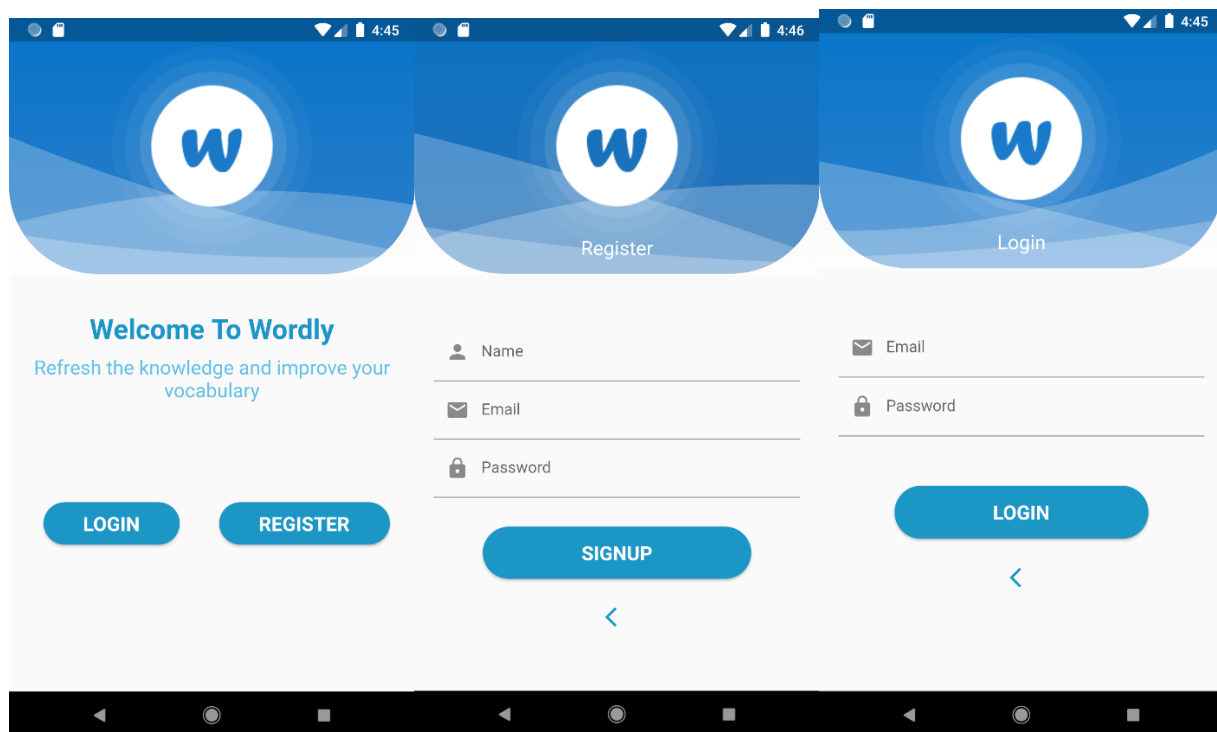 4:45
W
Welcome To Wordly
Refresh the knowledge and improve your
vocabulary
LOGIN
REGISTER
4:46
W
Register
Name
Email
Password
SIGNUP
4:45
W
Login
Email
Password
LOGIN